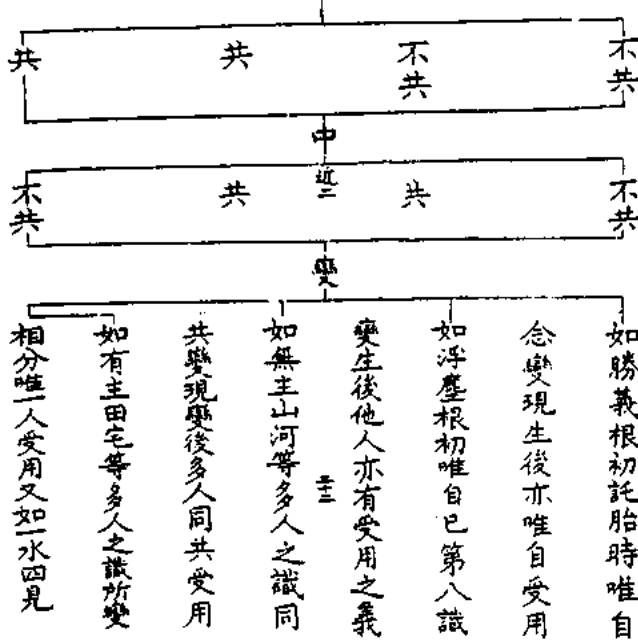 不共
不共
共
共
中
不共
共
近二
共
不共
變
如勝義根初託胎時唯自
念變現生後亦唯自受用
如浮塵根初唯自已第八識
變生後他人亦有受用之義
如無主山河等多人之識同
共變現變後多人同共受用
如有主田宅等多人之識所變
相分唯一人受用又如一水四見